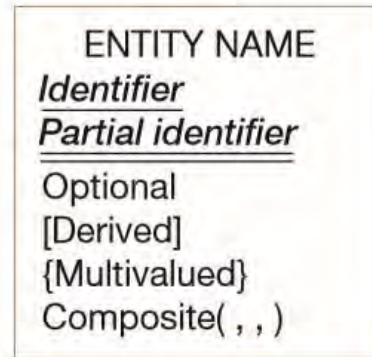 ENTITY NAME
Identifier
Partial identifier
Optional
[Derived]
{Multivalued}
Composite( , , )